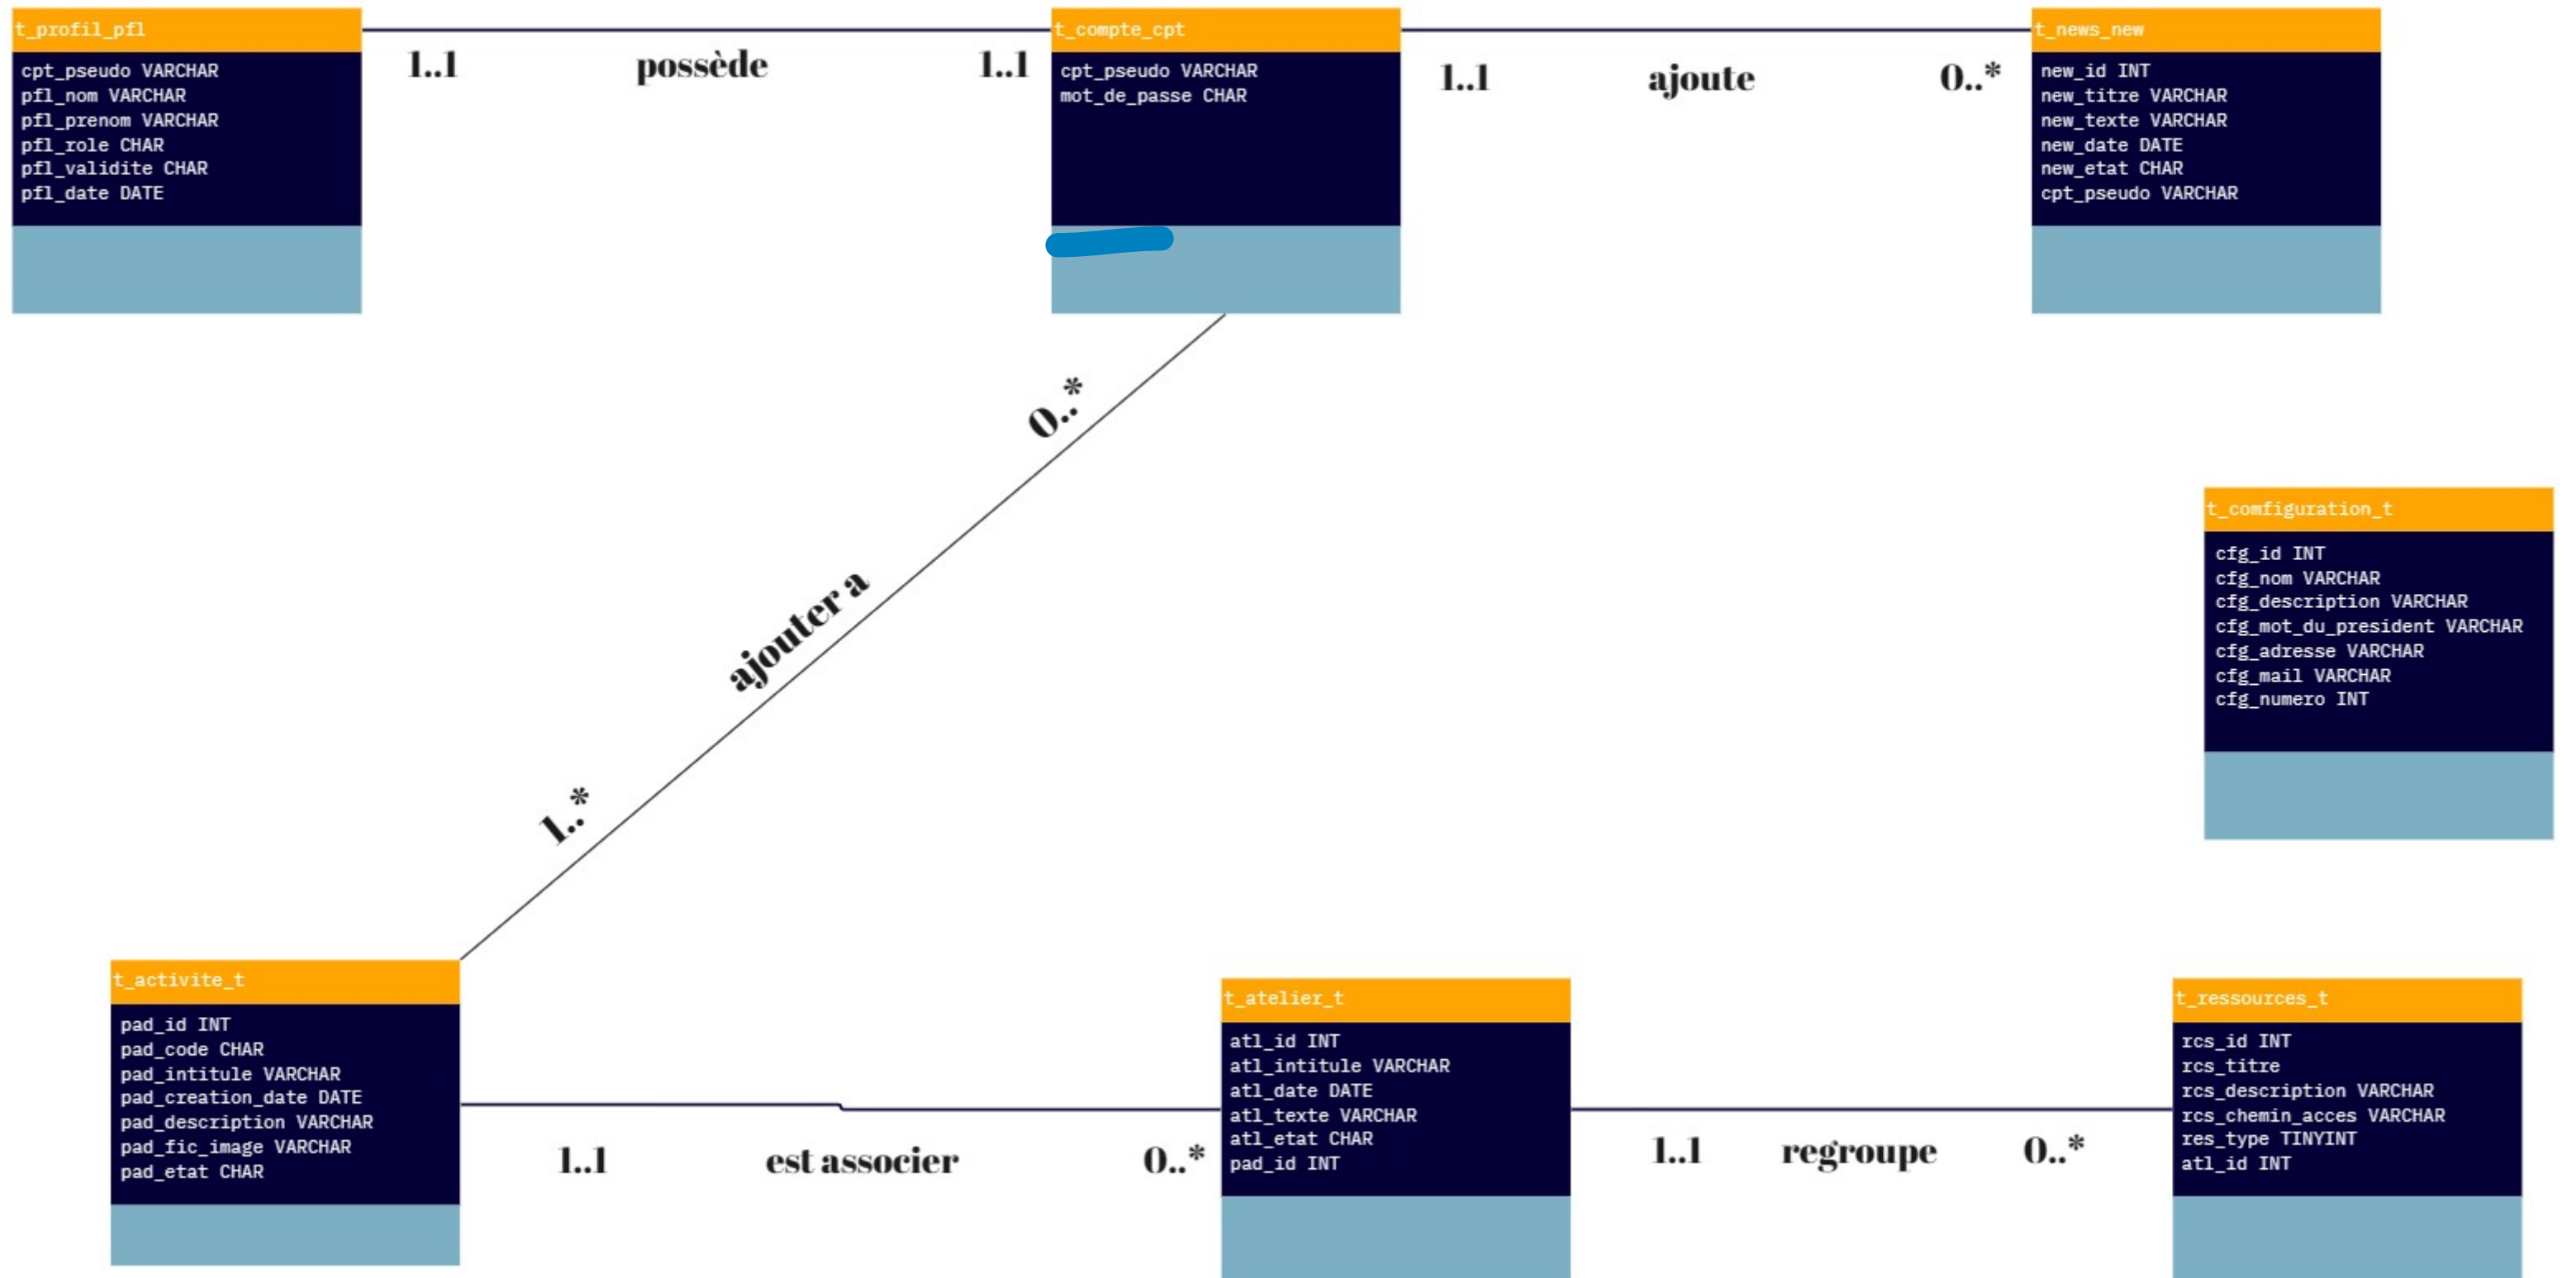 t_profil_pfl
cpt_pseudo VARCHAR
pfl_nom VARCHAR
pfl_prenom VARCHAR
pfl_role CHAR
pfl_validite CHAR
pfl_date DATE
1..1 possède 1..1
t_compte_cpt
cpt_pseudo VARCHAR
mot_de_passe CHAR
1..1 ajoute 0..*
t_news_new
new_id INT
new_titre VARCHAR
new_texte VARCHAR
new_date DATE
new_etat CHAR
cpt_pseudo VARCHAR
0..*
ajouter a
1..*
t_comfiguration_t
cfg_id INT
cfg_nom VARCHAR
cfg_description VARCHAR
cfg_mot_du_president VARCHAR
cfg_adresse VARCHAR
cfg_mail VARCHAR
cfg_numero INT
t_activite_t
pad_id INT
pad_code CHAR
pad_intitule VARCHAR
pad_creation_date DATE
pad_description VARCHAR
pad_fic_image VARCHAR
pad_etat CHAR
1..1 est associer 0..*
t_atelier_t
atl_id INT
atl_intitule VARCHAR
atl_date DATE
atl_texte VARCHAR
atl_etat CHAR
pad_id INT
1..1 regroupe 0..*
t_ressources_t
rcs_id INT
rcs_titre
rcs_description VARCHAR
rcs_chemin_acces VARCHAR
res_type TINYINT
atl_id INT